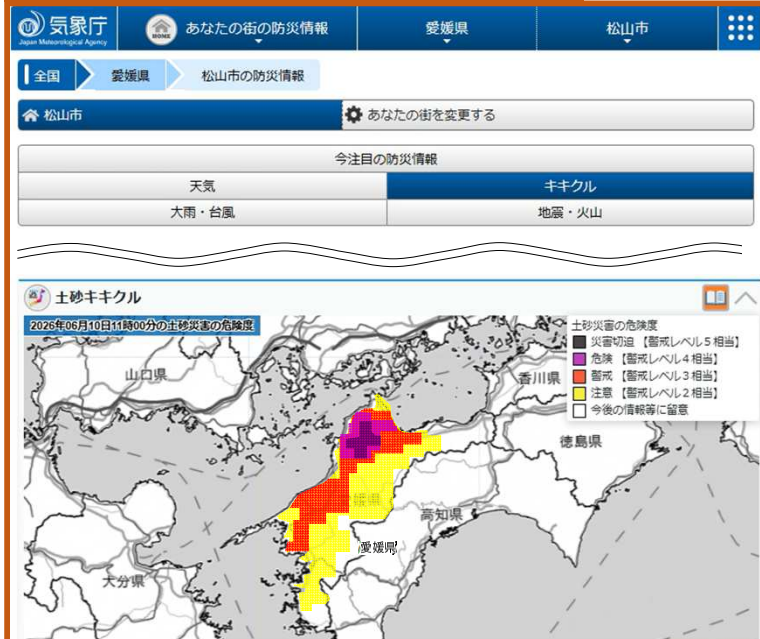 気象庁
Japan Meteorological Agency
HOME
あなたの街の防災情報
愛媛県
松山市
全国
愛媛県
松山市の防災情報
松山市
あなたの街を変更する
今注目の防災情報
天気
キキクル
大雨・台風
地震・火山
土砂キキクル
2026年06月10日11時00分の土砂災害の危険度
土砂災害の危険度
災害切迫 【警戒レベル5相当】
危険 【警戒レベル4相当】
警戒 【警戒レベル3相当】
注意 【警戒レベル2相当】
今後の情報等に留意
山口県
香川県
徳島県
愛媛県
高知県
愛媛県
大分県